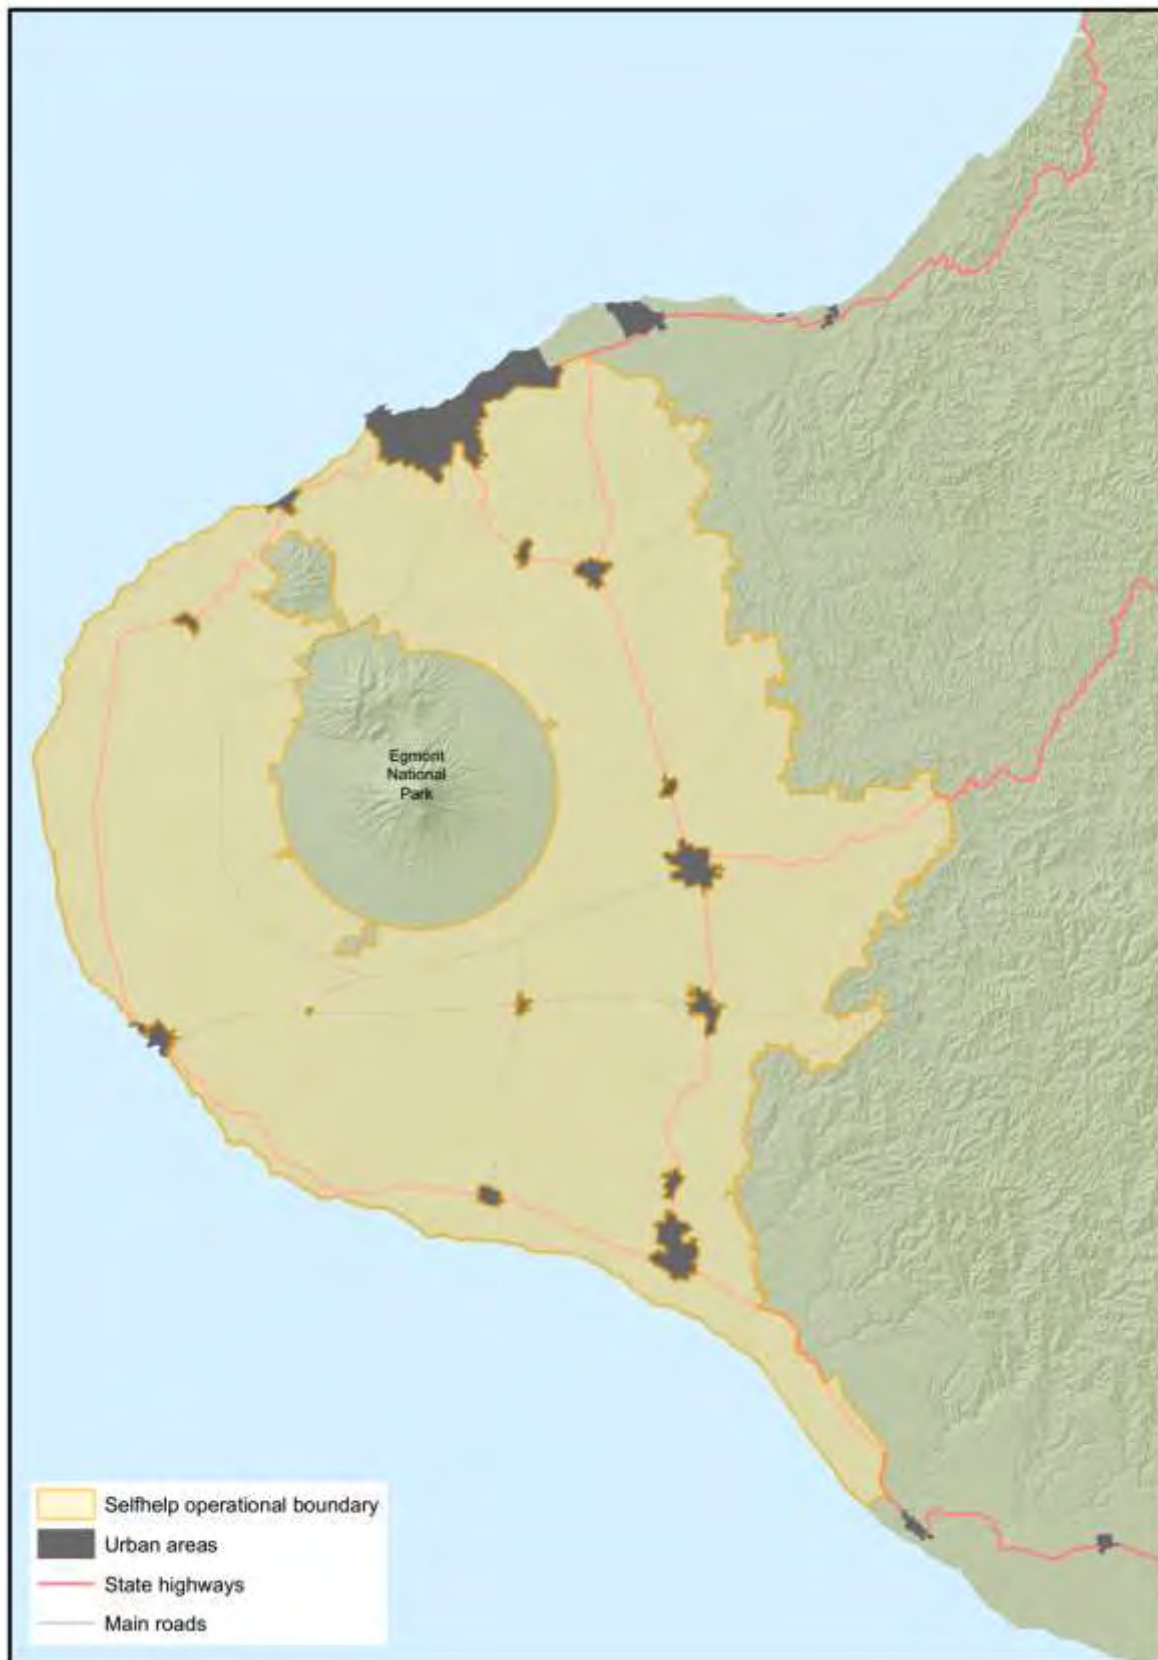 Egmont
National
Park
Selfhelp operational boundary
Urban areas
State highways
Main roads